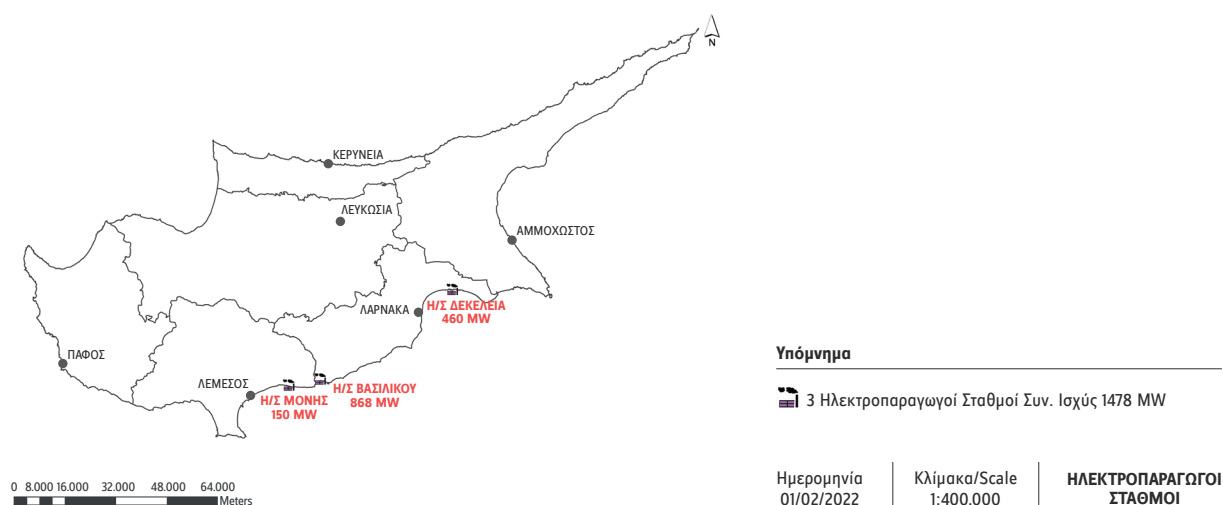 N
ΚΕΡΥΝΕΙΑ
ΛΕΥΚΩΣΙΑ
ΑΜΜΟΧΩΣΤΟΣ
ΛΑΡΝΑΚΑ
Η/Σ ΔΕΚΕΛΕΙΑ
460 MW
ΠΑΦΟΣ
ΛΕΜΕΣΟΣ
Η/Σ ΜΟΝΗΣ
150 MW
Η/Σ ΒΑΣΙΛΙΚΟΥ
868 MW
0 8.000 16.000 32.000 48.000 64.000
Meters
Υπόμνημα
3 Ηλεκτροπαραγωγοί Σταθμοί Συν. Ισχύς 1478 MW
Ημερομηνία
01/02/2022
Κλίμακα/Scale
1:400.000
ΗΛΕΚΤΡΟΠΑΡΑΓΩΓΟΙ
ΣΤΑΘΜΟΙ